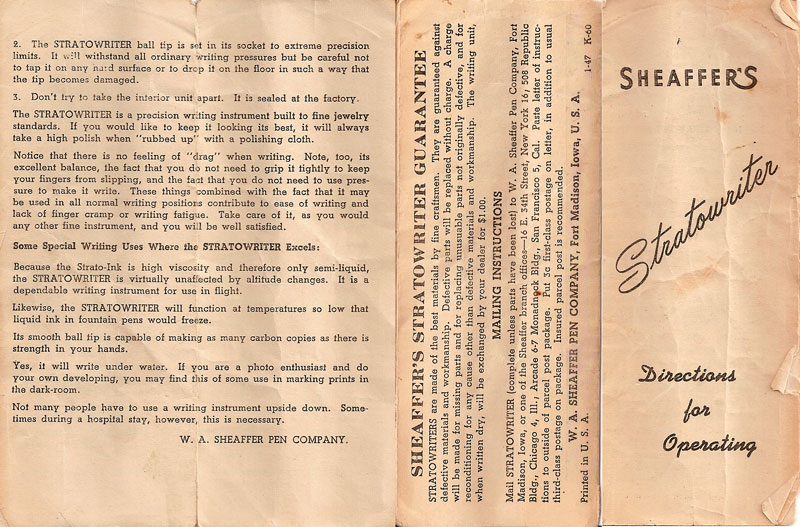 2. The STRATOWRITER ball tip is set in its socket to extreme precision
limits. It will withstand all ordinary writing pressures but be careful not
to tap it on any hard surface or to drop it on the floor in such a way that
the tip becomes damaged.
3. Don't try to take the interior unit apart. It is sealed at the factory.
The STRATOWRITER is a precision writing instrument built to fine jewelry
standards. If you would like to keep it looking its best, it will always
take a high polish when "rubbed up" with a polishing cloth.
Notice that there is no feeling of "drag" when writing. Note, too, its
excellent balance, the fact that you do not need to grip it tightly to keep
your fingers from slipping, and the fact that you do not need to use pres-
sure to make it write. These things combined with the fact that it may
be used in all normal writing positions contribute to ease of writing and
lack of finger cramp or writing fatigue. Take care of it, as you would
any other fine instrument, and you will be well satisfied.
Some Special Writing Uses Where the STRATOWRITER Excels:
Because the Strato-Ink is high viscosity and therefore only semi-liquid,
the STRATOWRITER is virtually unaffected by altitude changes. It is a
dependable writing instrument for use in flight.
Likewise, the STRATOWRITER will function at temperatures so low that
liquid ink in fountain pens would freeze.
Its smooth ball tip is capable of making as many carbon copies as there is
strength in your hands.
Yes, it will write under water. If you are a photo enthusiast and do
your own developing, you may find this of some use in marking prints in
the dark-room.
Not many people have to use a writing instrument upside down. Some-
times during a hospital stay, however, this is necessary.
W. A. SHEAFFER PEN COMPANY.
SHEAFFER'S STRATOWRITER GUARANTEE
STRATOWRITERS are made of the best materials by fine craftsmen. They are guaranteed against
defective materials and workmanship. Defective parts will be replaced without charge. A charge
will be made for missing parts and for replacing unusable parts not originally defective, and for
reconditioning for any cause other than defective materials and workmanship. The writing unit,
when written dry, will be exchanged by your dealer for $1.00.
MAILING INSTRUCTIONS
Mail STRATOWRITER (complete unless parts have been lost) to W. A. Sheaffer Pen Company, Fort
Madison, Iowa, or one of the Sheaffer branch offices—16 E. 34th Street, New York 16, 508 Republic
Bldg., Chicago 4, Ill., Arcade 6-7 Monadnock Bldg., San Francisco 5, Cal. Paste letter of instruc-
tions to outside of parcel post package. Put 3c first-class postage on letter, in addition to usual
third-class postage on package. Insured parcel post is recommended.
W. A. SHEAFFER PEN COMPANY, Fort Madison, Iowa, U. S. A.
Printed in U. S. A. 1-47 K-60
SHEAFFER'S
Stratowriter
Directions
for
Operating